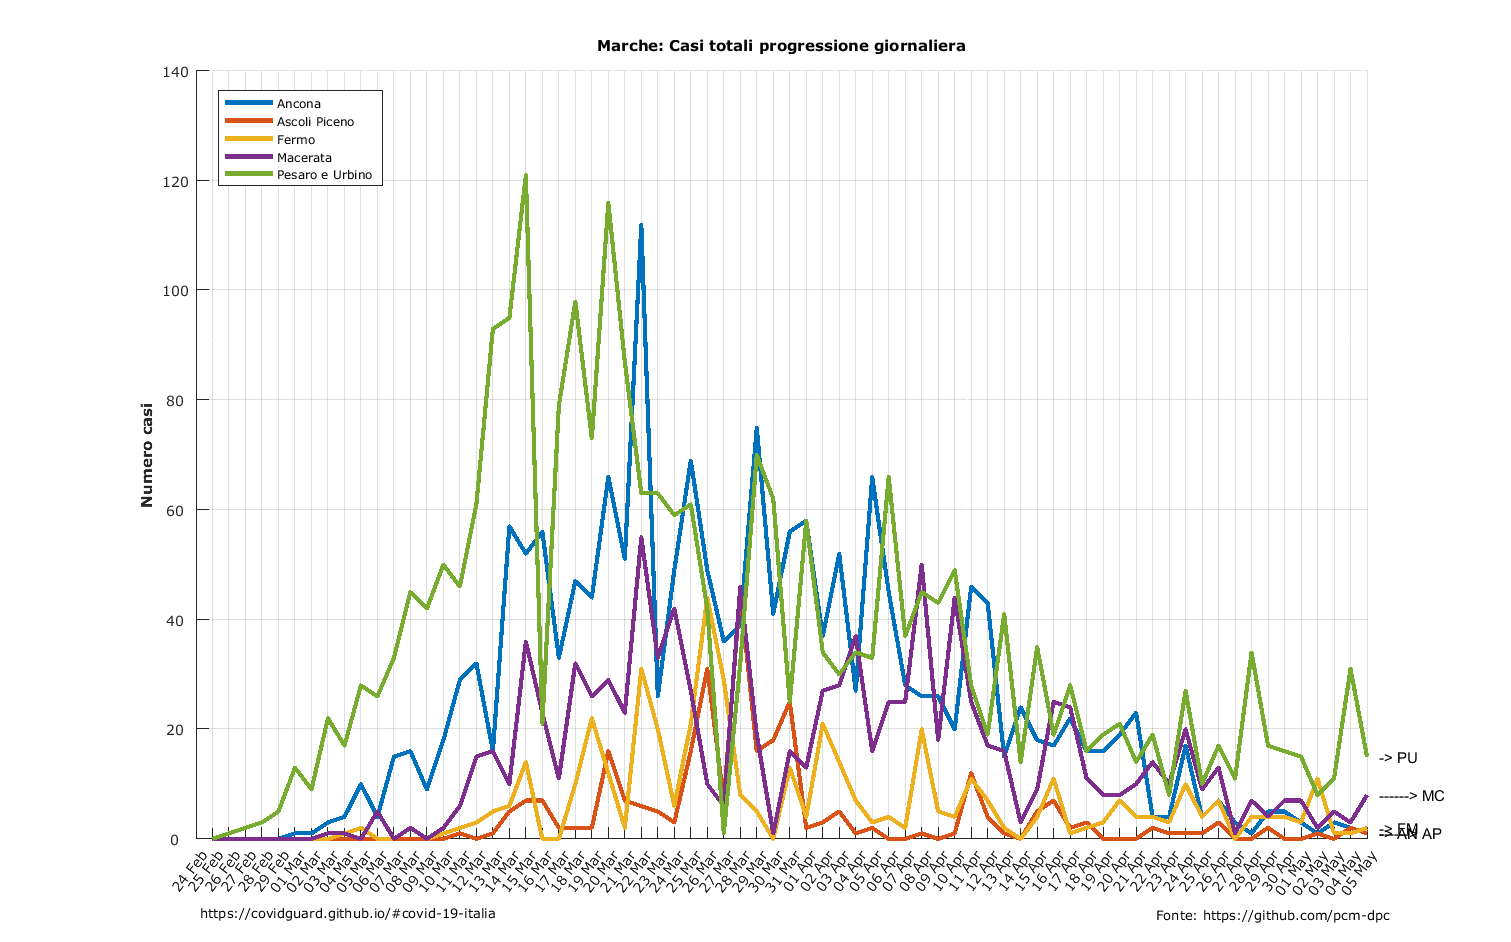 Marche: Casi totali progressione giornaliera
140
120
100
80
60
40
20
0
Numero casi
Ancona
Ascoli Piceno
Fermo
Macerata
Pesaro e Urbino
-> PU
------> MC
-> FM
-> AN AP
24 Feb
25 Feb
26 Feb
27 Feb
28 Feb
29 Feb
01 Mar
02 Mar
03 Mar
04 Mar
05 Mar
06 Mar
07 Mar
08 Mar
09 Mar
10 Mar
11 Mar
12 Mar
13 Mar
14 Mar
15 Mar
16 Mar
17 Mar
18 Mar
19 Mar
20 Mar
21 Mar
22 Mar
23 Mar
24 Mar
25 Mar
26 Mar
27 Mar
28 Mar
29 Mar
30 Mar
31 Mar
01 Apr
02 Apr
03 Apr
04 Apr
05 Apr
06 Apr
07 Apr
08 Apr
09 Apr
10 Apr
11 Apr
12 Apr
13 Apr
14 Apr
15 Apr
16 Apr
17 Apr
18 Apr
19 Apr
20 Apr
21 Apr
22 Apr
23 Apr
24 Apr
25 Apr
26 Apr
27 Apr
28 Apr
29 Apr
30 Apr
01 May
02 May
03 May
04 May
05 May
https://covidguard.github.io/#covid-19-italia
Fonte: https://github.com/pcm-dpc